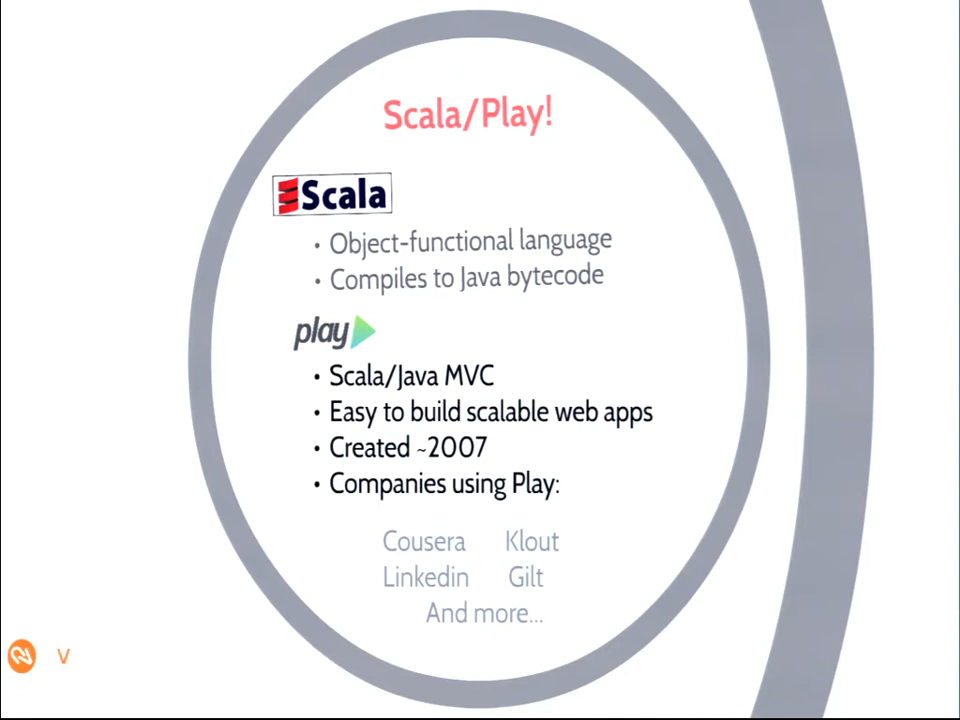 Scala/Play!
Scala
• Object-functional language
• Compiles to Java bytecode
play
• Scala/Java MVC
• Easy to build scalable web apps
• Created ~2007
• Companies using Play:
Cousera Klout
Linkedin Gilt
And more...
V